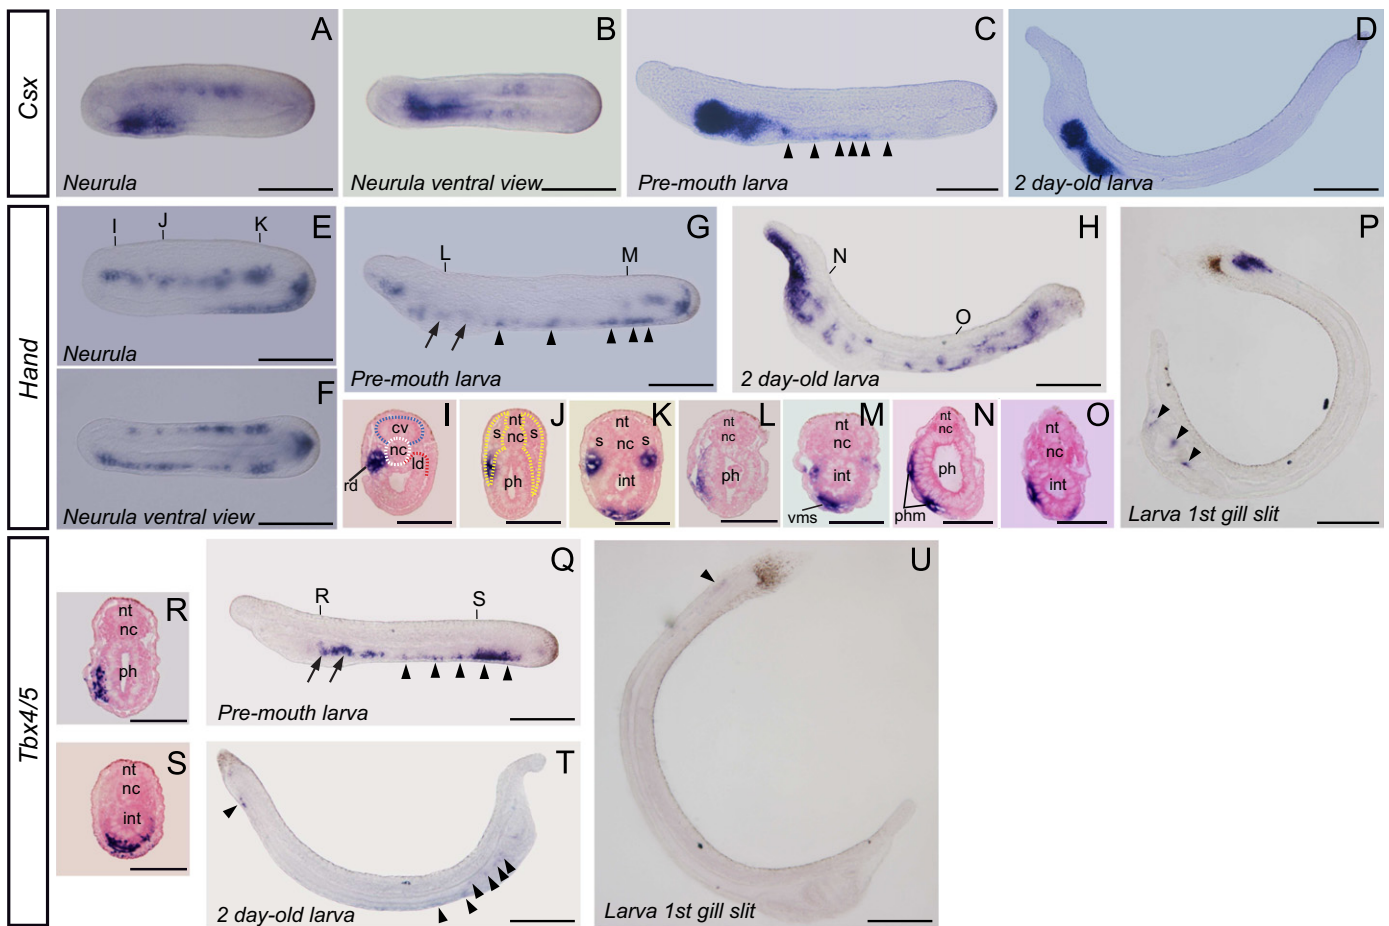 Csx
A
Neurula
B
Neurula ventral view
C
Pre-mouth larva
D
2 day-old larva
Hand
I J K E
Neurula
F
Neurula ventral view
L M G
Pre-mouth larva
N O H
2 day-old larva
P
Larva 1st gill slit
cv nc ld rd I
nt nc s s ph J
nt nc s s int K
nt nc ph L
nt nc int vms M
nt nc ph phm N
nt nc int O
Tbx4/5
nt nc ph R
nt nc int S
R S Q
Pre-mouth larva
T
2 day-old larva
U
Larva 1st gill slit